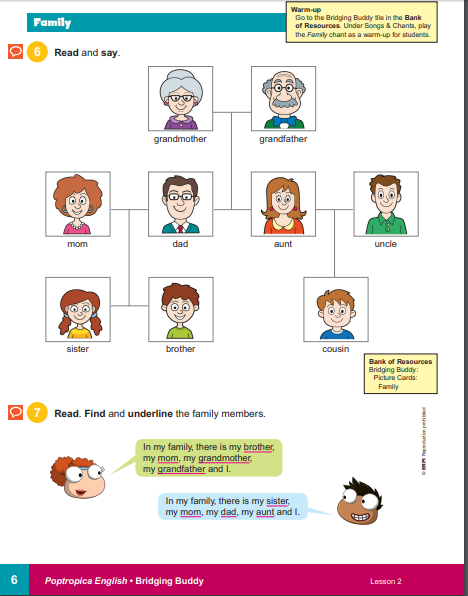 Family
Warm-up
Go to the Bridging Buddy tile in the Bank
of Resources. Under Songs & Chants, play
the Family chant as a warm-up for students.
6 Read and say.
grandmother grandfather
mom dad aunt uncle
sister brother cousin
Bank of Resources
Bridging Buddy:
Picture Cards:
Family
7 Read. Find and underline the family members.
In my family, there is my brother,
my mom, my grandmother,
my grandfather and I.
In my family, there is my sister,
my mom, my dad, my aunt and I.
© ERPI Reproduction prohibited
6 Poptropica English • Bridging Buddy Lesson 2